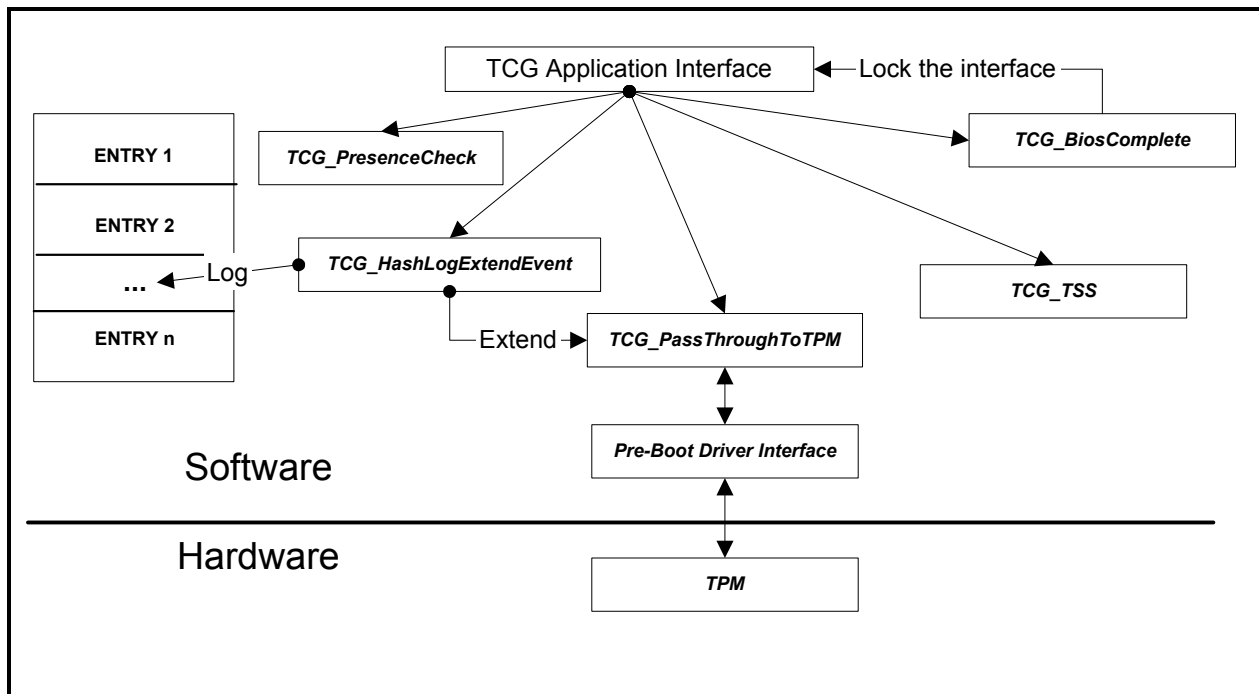 TCG Application Interface
Lock the interface
ENTRY 1
TCG_PresenceCheck
TCG_BiosComplete
ENTRY 2
Log
TCG_HashLogExtendEvent
...
TCG_TSS
ENTRY n
Extend
TCG_PassThroughToTPM
Pre-Boot Driver Interface
Software
Hardware
TPM